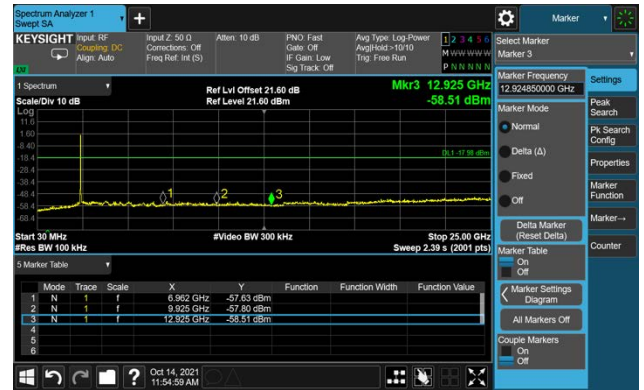 Spectrum Analyzer 1
Swept SA
Marker
KEYSIGHT
Input: RF
Coupling: DC
Align: Auto
Input Z: 50 Ω
Corrections: Off
Freq Ref: Int (S)
Atten: 10 dB
PNO: Fast
Gate: Off
IF Gain: Low
Sig Track: Off
Avg Type: Log-Power
Avg|Hold:>10/10
Trig: Free Run
1 2 3 4 5 6
M W W W W W
P N N N N N
LXI
Select Marker
Marker 3
1 Spectrum
Scale/Div 10 dB
Ref Lvl Offset 21.60 dB
Ref Level 21.60 dBm
Mkr3 12.925 GHz
-58.51 dBm
Log
11.6
1.60
-8.40
-18.4
-28.4
-38.4
-48.4
-58.4
-68.4
DL1 -17.98 dBm
1
2
3
Start 30 MHz
#Res BW 100 kHz
#Video BW 300 kHz
Stop 25.00 GHz
Sweep 2.39 s (2001 pts)
5 Marker Table
Mode Trace Scale X Y Function Function Width Function Value
1 N 1 f 6.962 GHz -57.63 dBm
2 N 1 f 9.925 GHz -57.80 dBm
3 N 1 f 12.925 GHz -58.51 dBm
4
5
6
Marker Frequency
12.924850000 GHz
Marker Mode
Normal
Delta (Δ)
Fixed
Off
Delta Marker
(Reset Delta)
Marker Table
On
Off
Marker Settings
Diagram
All Markers Off
Couple Markers
On
Off
Settings
Peak
Search
Pk Search
Config
Properties
Marker
Function
Marker→
Counter
?
Oct 14, 2021
11:54:59 AM